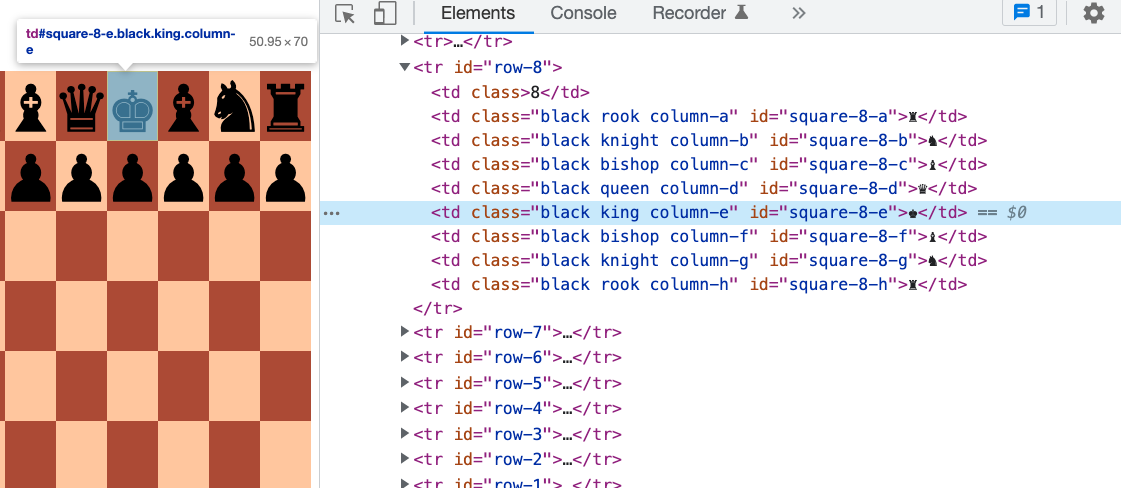 Elements Console Recorder » 1
td#square-8-e.black.king.column-
e 50.95 × 70
▶<tr>…</tr>
▼<tr id="row-8">
<td class>8</td>
<td class="black rook column-a" id="square-8-a">♜</td>
<td class="black knight column-b" id="square-8-b">♞</td>
<td class="black bishop column-c" id="square-8-c">♝</td>
<td class="black queen column-d" id="square-8-d">♛</td>
… <td class="black king column-e" id="square-8-e">♚</td> == $0
<td class="black bishop column-f" id="square-8-f">♝</td>
<td class="black knight column-g" id="square-8-g">♞</td>
<td class="black rook column-h" id="square-8-h">♜</td>
</tr>
▶<tr id="row-7">…</tr>
▶<tr id="row-6">…</tr>
▶<tr id="row-5">…</tr>
▶<tr id="row-4">…</tr>
▶<tr id="row-3">…</tr>
▶<tr id="row-2">…</tr>
▶<tr id="row-1">…</tr>